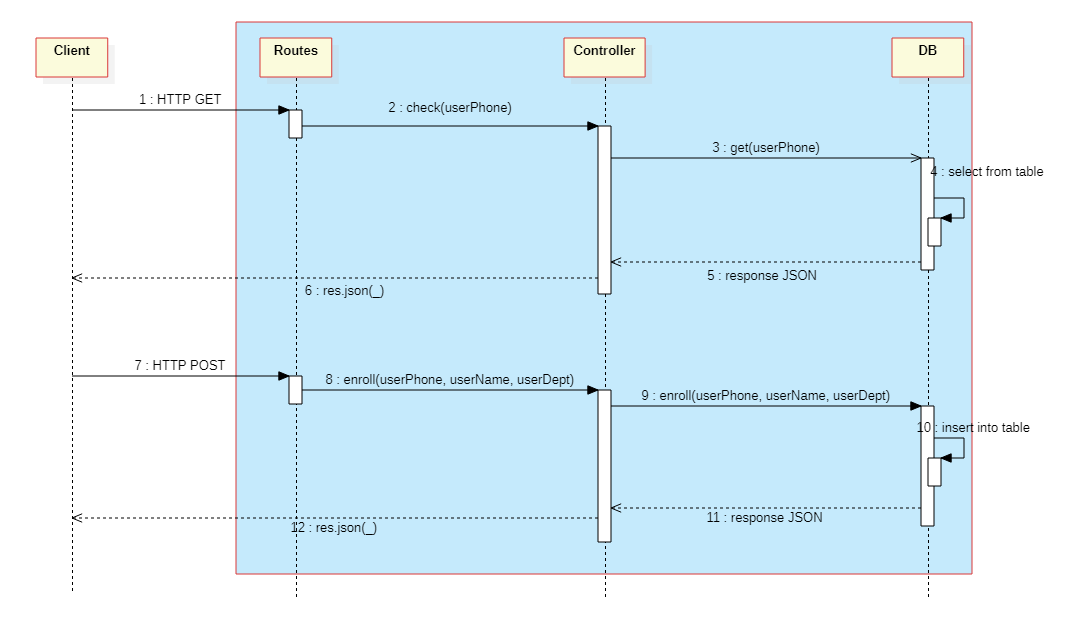 Client
Routes
Controller
DB
1 : HTTP GET
2 : check(userPhone)
3 : get(userPhone)
4 : select from table
5 : response JSON
6 : res.json(_)
7 : HTTP POST
8 : enroll(userPhone, userName, userDept)
9 : enroll(userPhone, userName, userDept)
10 : insert into table
11 : response JSON
12 : res.json(_)